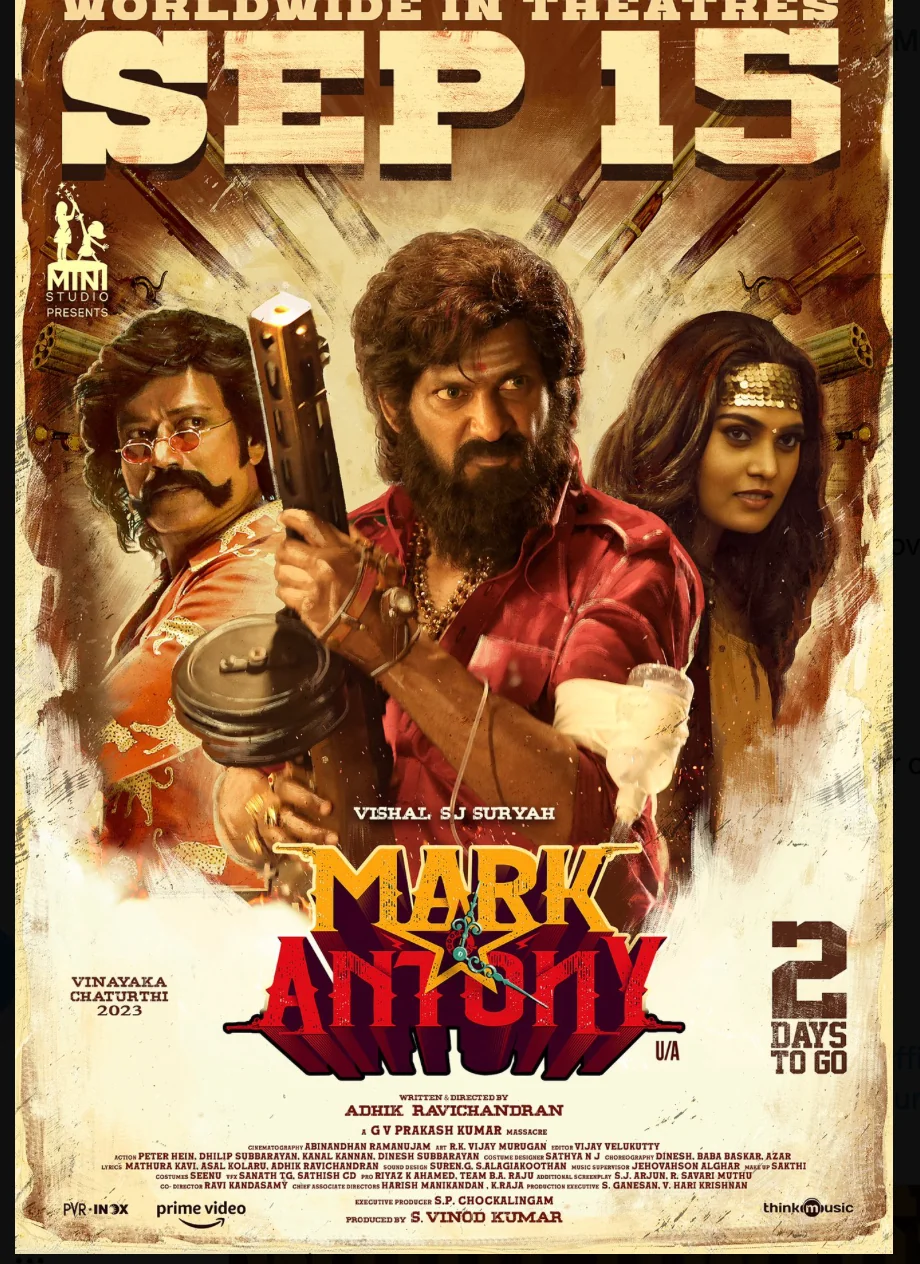 WORLDWIDE IN THEATRES
SEP 15
MINI
STUDIO
PRESENTS
VISHAL SJ SURYAH
MARK
ANTONY
U/A
VINAYAKA
CHATURTHI
2023
2
DAYS
TO GO
WRITTEN & DIRECTED BY
ADHIK RAVICHANDRAN
A G V PRAKASH KUMAR MASSACRE
CINEMATOGRAPHY ABINANDHAN RAMANUJAM ART R.K. VIJAY MURUGAN EDITOR VIJAY VELUKUTTY
ACTION PETER HEIN, DHILIP SUBBARAYAN, KANAL KANNAN, DINESH SUBBARAYAN COSTUME DESIGNER SATHYA N J CHOREOGRAPHY DINESH, BABA BASKAR, AZAR
LYRICS MATHURA KAVI, ASAL KOLARU, ADHIK RAVICHANDRAN SOUND DESIGN SUREN.G, S.ALAGIAKOOTHAN MUSIC SUPERVISOR JEHOVAHSON ALGHAR MAKE UP SAKTHI
COSTUMES SEENU VFX SANATH TG, SATHISH CD PRO RIYAZ K AHAMED, TEAM B.A. RAJU ADDITIONAL SCREENPLAY S.J. ARJUN, R. SAVARI MUTHU
CO- DIRECTOR RAVI KANDASAMY CHIEF ASSOCIATE DIRECTORS HARISH MANIKANDAN . K.RAJA PRODUCTION EXECUTIVE S. GANESAN, V. HARI KRISHNAN
EXECUTIVE PRODUCER S.P. CHOCKALINGAM
PRODUCED BY S. VINOD KUMAR
PVR INOX
prime video
think music